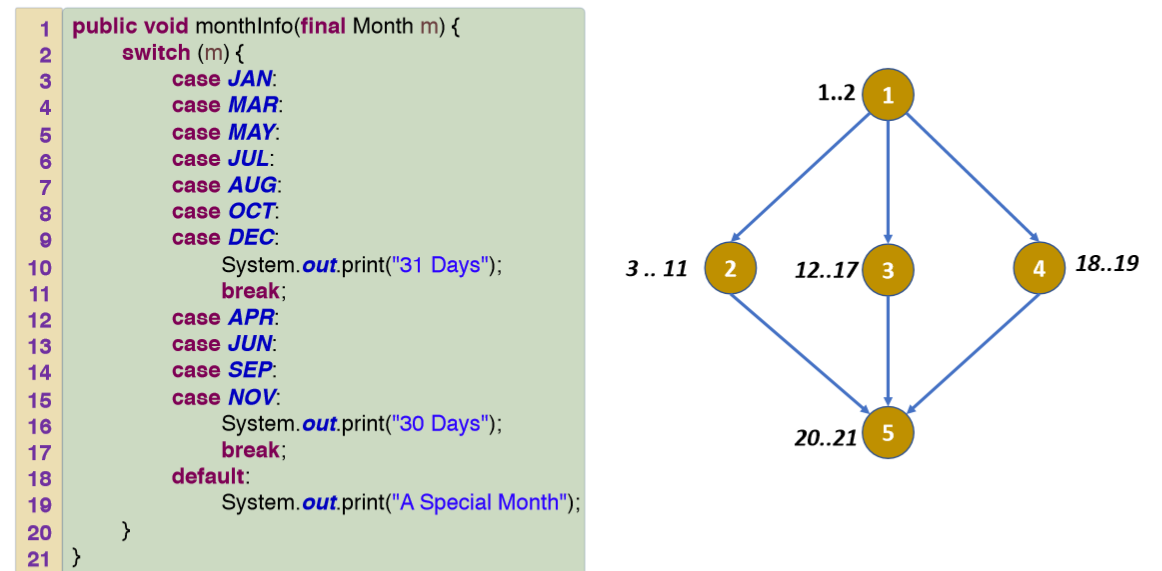 1 public void monthInfo(final Month m) {
2 switch (m) {
3 case JAN:
4 case MAR:
5 case MAY:
6 case JUL:
7 case AUG:
8 case OCT:
9 case DEC:
10 System.out.print("31 Days");
11 break;
12 case APR:
13 case JUN:
14 case SEP:
15 case NOV:
16 System.out.print("30 Days");
17 break;
18 default:
19 System.out.print("A Special Month");
20 }
21 }
1..2 1
3 .. 11 2 12..17 3 4 18..19
20..21 5